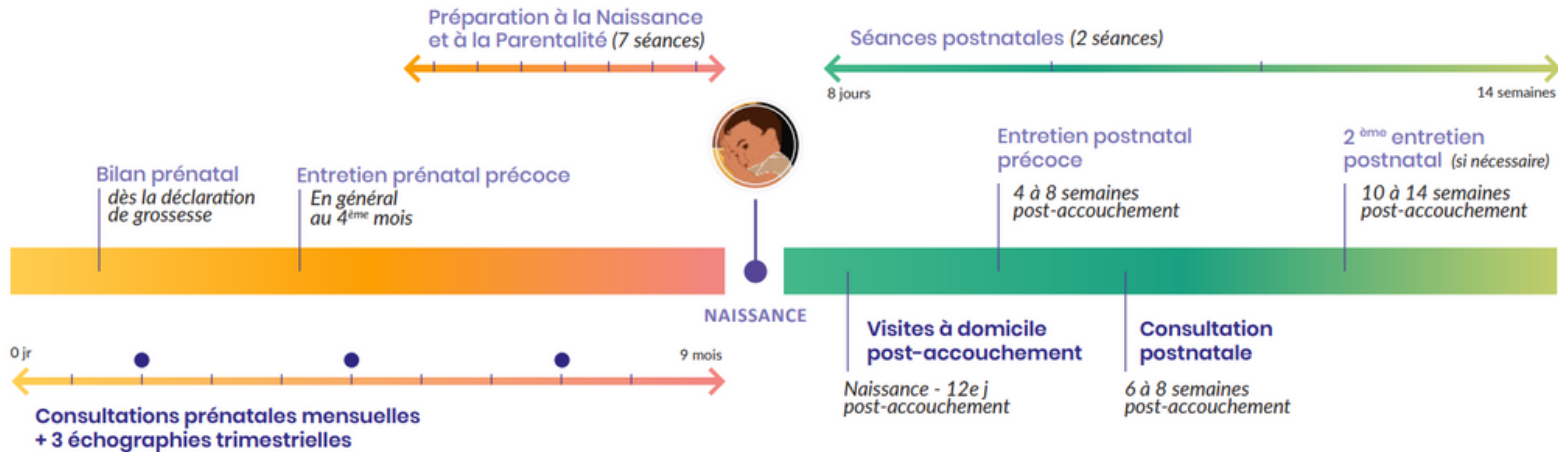 Préparation à la Naissance
et à la Parentalité (7 séances)
Séances postnatales (2 séances)
8 jours
14 semaines
Bilan prénatal
dès la déclaration
de grossesse
Entretien prénatal précoce
En général
au 4ème mois
Entretien postnatal
précoce
4 à 8 semaines
post-accouchement
2 ème entretien
postnatal (si nécessaire)
10 à 14 semaines
post-accouchement
NAISSANCE
0 jr
9 mois
Consultations prénatales mensuelles
+ 3 échographies trimestrielles
Visites à domicile
post-accouchement
Naissance - 12e j
post-accouchement
Consultation
postnatale
6 à 8 semaines
post-accouchement